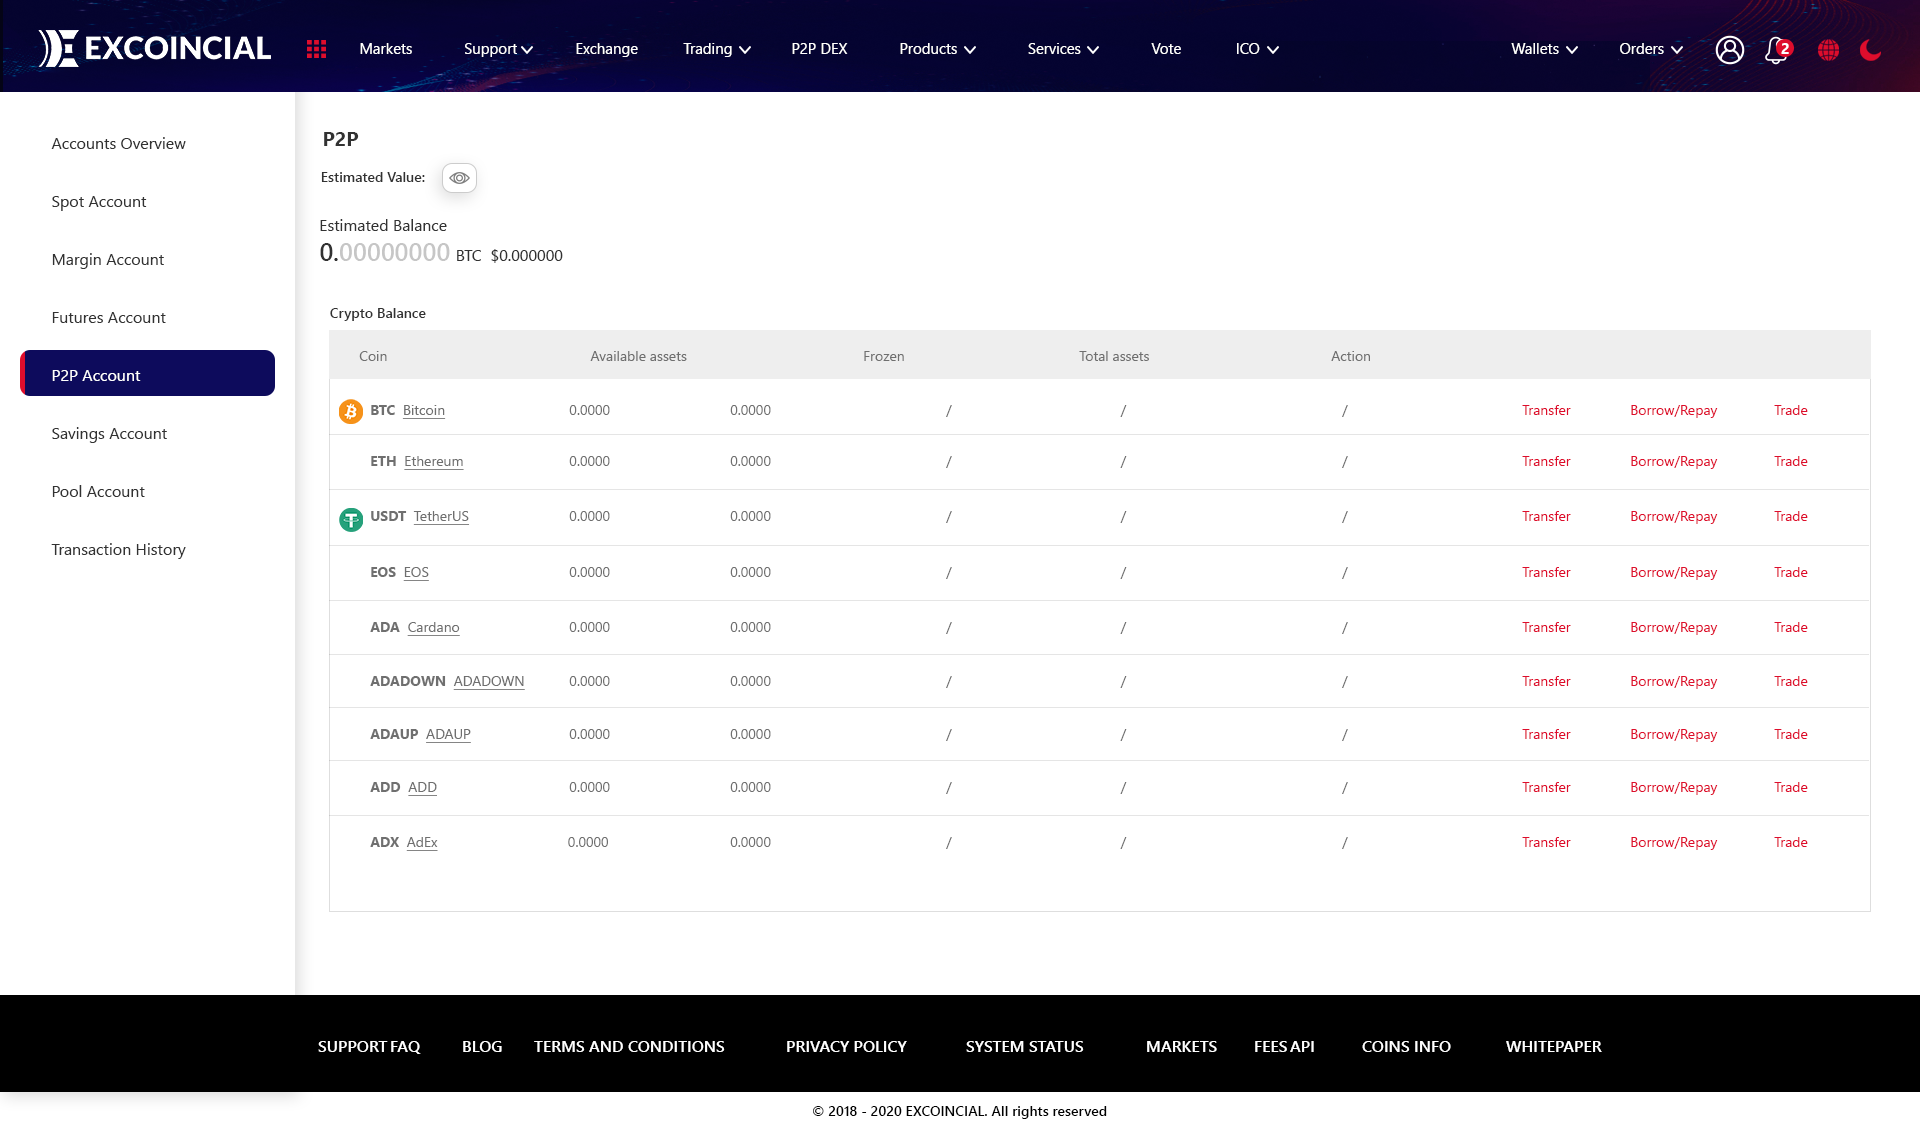 EXCOINCIAL Markets Support Exchange Trading P2P DEX Products Services Vote ICO Wallets Orders 2
Accounts Overview
Spot Account
Margin Account
Futures Account
P2P Account
Savings Account
Pool Account
Transaction History
P2P
Estimated Value:
Estimated Balance
0.00000000 BTC $0.000000
Crypto Balance
Coin Available assets Frozen Total assets Action
BTC Bitcoin 0.0000 0.0000 / / / Transfer Borrow/Repay Trade
ETH Ethereum 0.0000 0.0000 / / / Transfer Borrow/Repay Trade
USDT TetherUS 0.0000 0.0000 / / / Transfer Borrow/Repay Trade
EOS EOS 0.0000 0.0000 / / / Transfer Borrow/Repay Trade
ADA Cardano 0.0000 0.0000 / / / Transfer Borrow/Repay Trade
ADADOWN ADADOWN 0.0000 0.0000 / / / Transfer Borrow/Repay Trade
ADAUP ADAUP 0.0000 0.0000 / / / Transfer Borrow/Repay Trade
ADD ADD 0.0000 0.0000 / / / Transfer Borrow/Repay Trade
ADX AdEx 0.0000 0.0000 / / / Transfer Borrow/Repay Trade
SUPPORT FAQ BLOG TERMS AND CONDITIONS PRIVACY POLICY SYSTEM STATUS MARKETS FEES API COINS INFO WHITEPAPER
© 2018 - 2020 EXCOINCIAL. All rights reserved